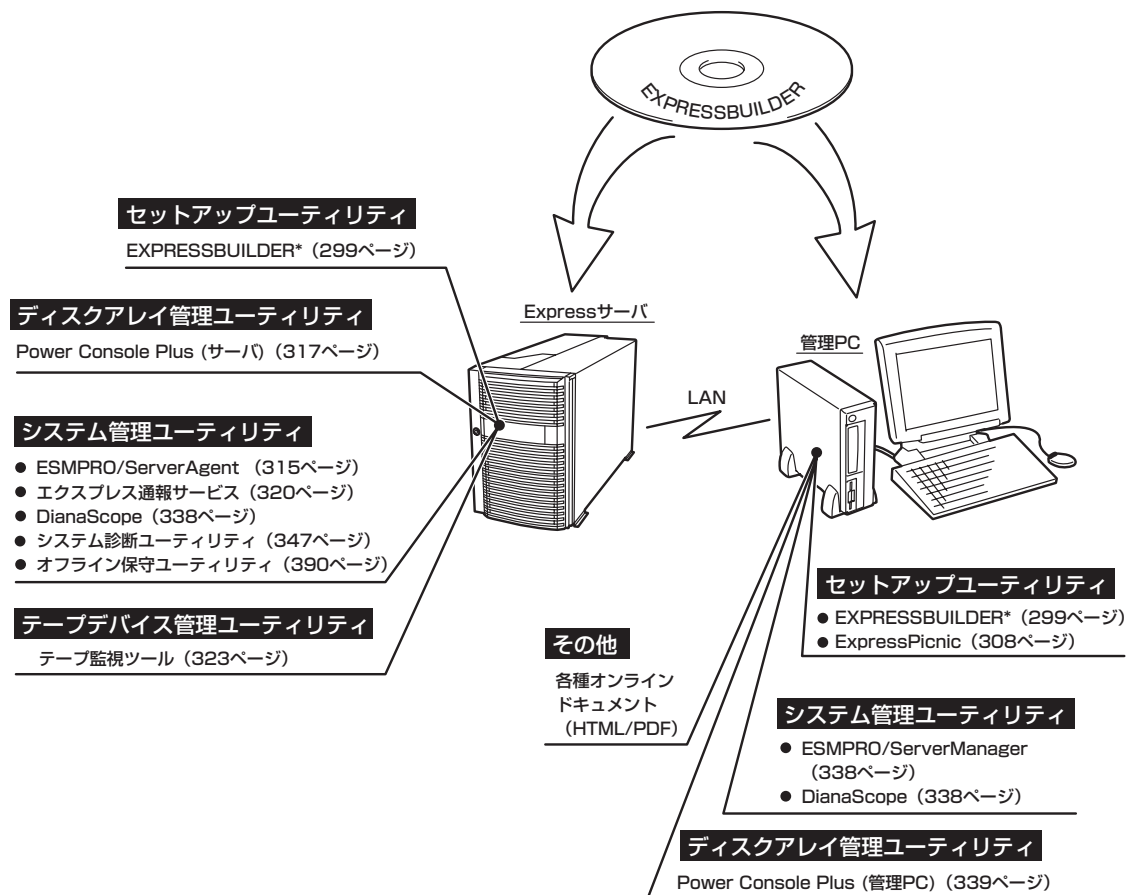 EXPRESSBUILDER
セットアップユーティリティ
EXPRESSBUILDER*（299ページ）
ディスクアレイ管理ユーティリティ
Power Console Plus (サーバ)（317ページ）
システム管理ユーティリティ
● ESMPRO/ServerAgent （315ページ）
● エクスプレス通報サービス（320ページ）
● DianaScope（338ページ）
● システム診断ユーティリティ（347ページ）
● オフライン保守ユーティリティ（390ページ）
テープデバイス管理ユーティリティ
テープ監視ツール（323ページ）
Expressサーバ
LAN
管理PC
セットアップユーティリティ
● EXPRESSBUILDER*（299ページ）
● ExpressPicnic（308ページ）
その他
各種オンライン
ドキュメント
（HTML/PDF）
システム管理ユーティリティ
● ESMPRO/ServerManager
（338ページ）
● DianaScope（338ページ）
ディスクアレイ管理ユーティリティ
Power Console Plus (管理PC)（339ページ）